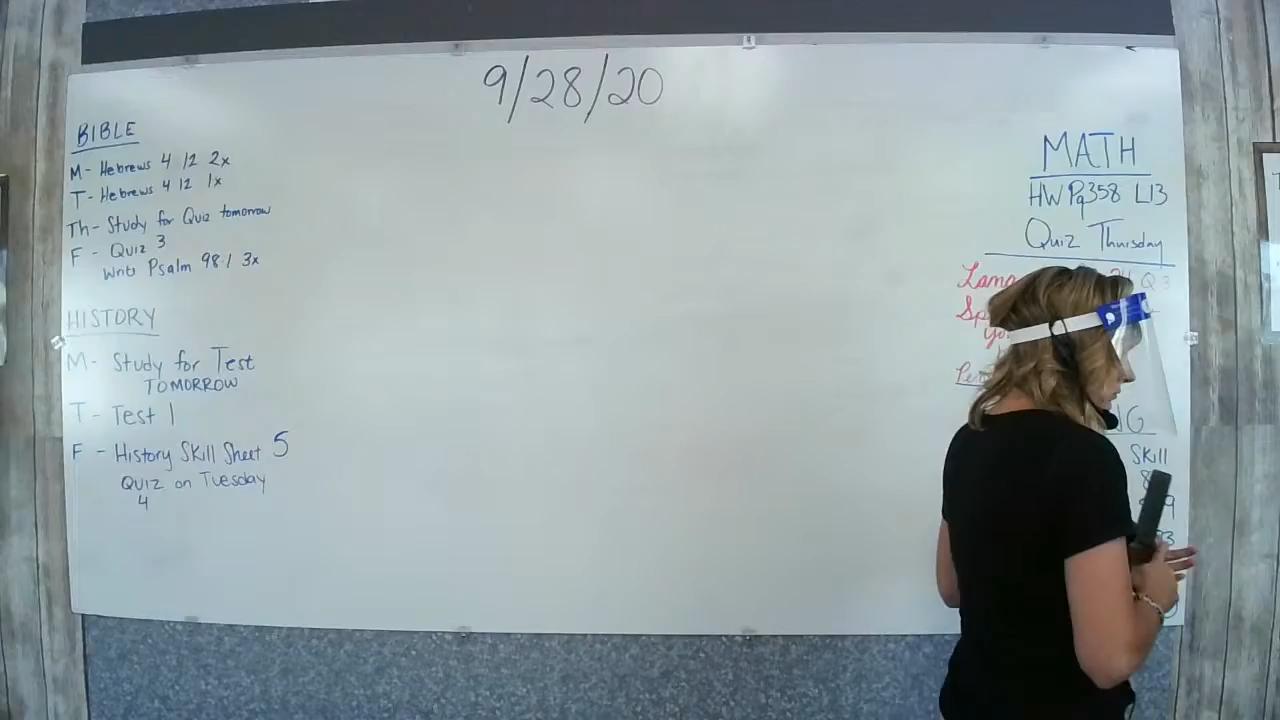 9/28/20
BIBLE
M- Hebrews 4 12 2x
T- Hebrews 4 12 1x
Th- Study for Quiz tomorrow
F - Quiz 3
Write Psalm 98 1 3x
HISTORY
M- Study for Test
TOMORROW
T- Test 1
F - History Skill Sheet 5
Quiz on Tuesday
4
MATH
HW Pg358 L13
Quiz Thursday
Skill